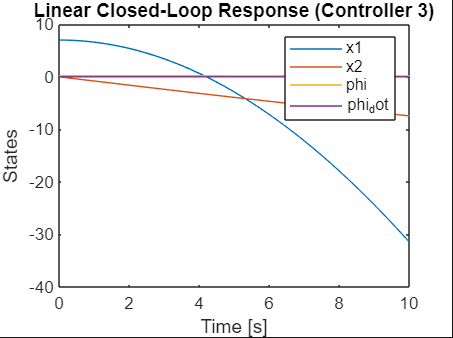 Linear Closed-Loop Response (Controller 3)
10
0
-10
-20
-30
-40
States
x1
x2
phi
phi_dot
0 2 4 6 8 10
Time [s]